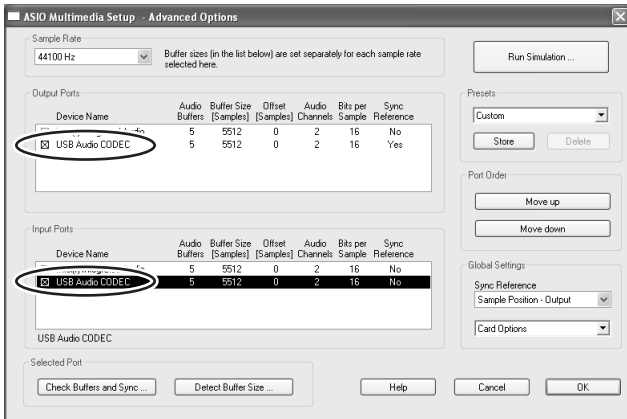 ASIO Multimedia Setup - Advanced Options
Sample Rate
44100 Hz
Buffer sizes (in the list below) are set separately for each sample rate
selected here.
Run Simulation ...
Output Ports
Device Name
Audio Buffers
Buffer Size [Samples]
Offset [Samples]
Audio Channels
Bits per Sample
Sync Reference
5 5512 0 2 16 No
USB Audio CODEC 5 5512 0 2 16 Yes
Presets
Custom
Store
Delete
Port Order
Move up
Move down
Input Ports
Device Name
Audio Buffers
Buffer Size [Samples]
Offset [Samples]
Audio Channels
Bits per Sample
Sync Reference
5 5512 0 2 16 No
USB Audio CODEC 5 5512 0 2 16 No
USB Audio CODEC
Global Settings
Sync Reference
Sample Position - Output
Card Options
Selected Port
Check Buffers and Sync ...
Detect Buffer Size ...
Help
Cancel
OK